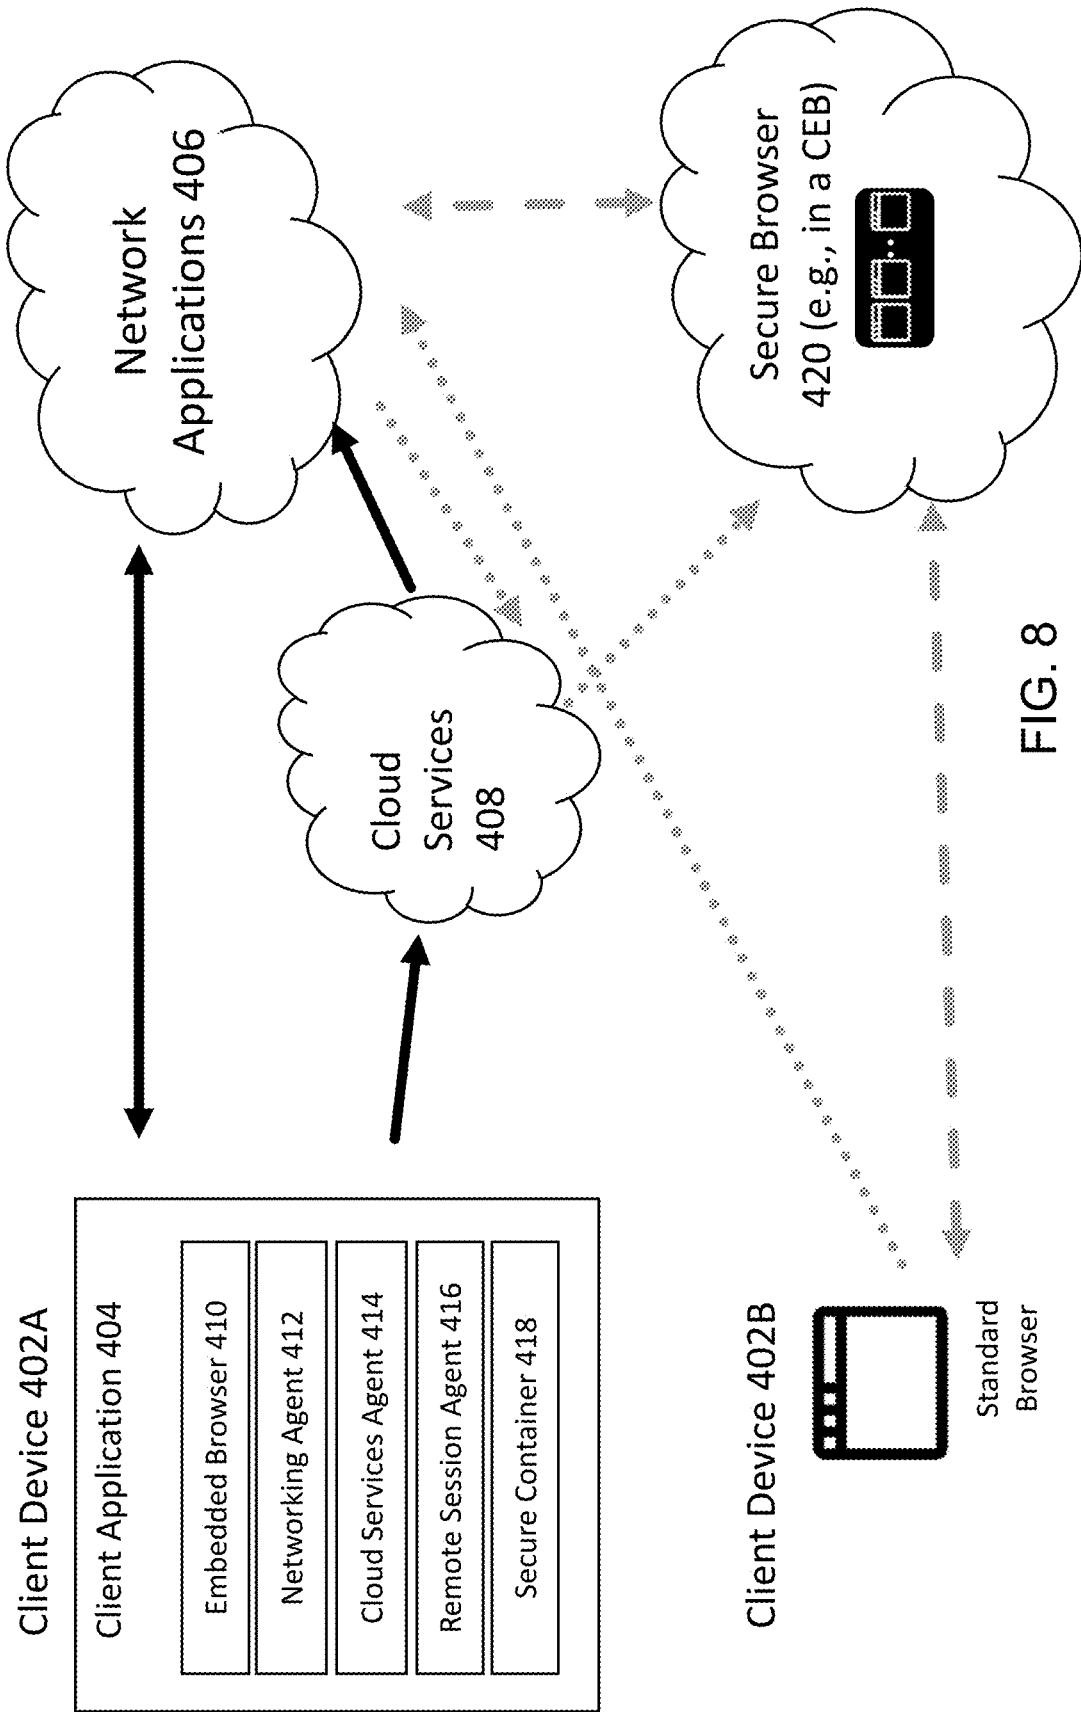 Client Device 402A
Client Application 404
Embedded Browser 410
Networking Agent 412
Cloud Services Agent 414
Remote Session Agent 416
Secure Container 418
Network
Applications 406
Cloud
Services
408
Client Device 402B
Standard
Browser
Secure Browser
420 (e.g., in a CEB)
FIG. 8